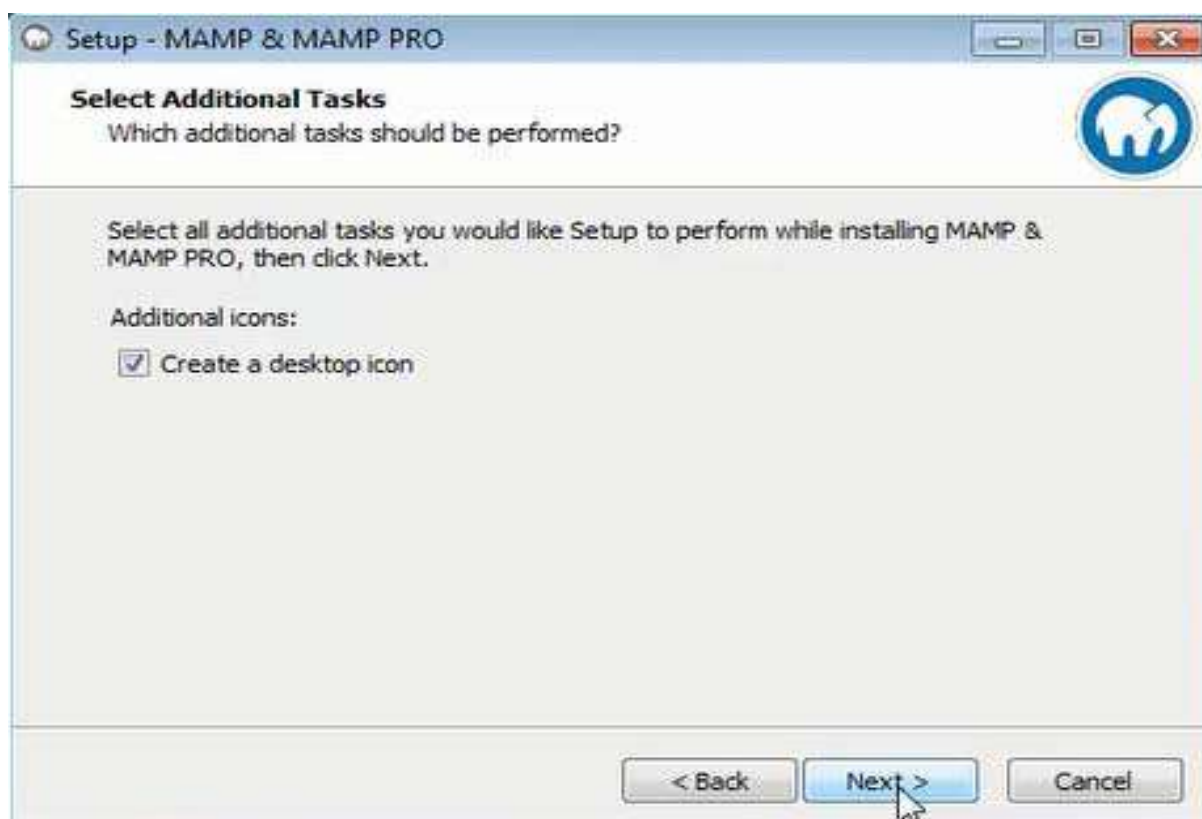 Setup - MAMP & MAMP PRO
Select Additional Tasks
Which additional tasks should be performed?
Select all additional tasks you would like Setup to perform while installing MAMP &
MAMP PRO, then click Next.
Additional icons:
Create a desktop icon
< Back
Next >
Cancel